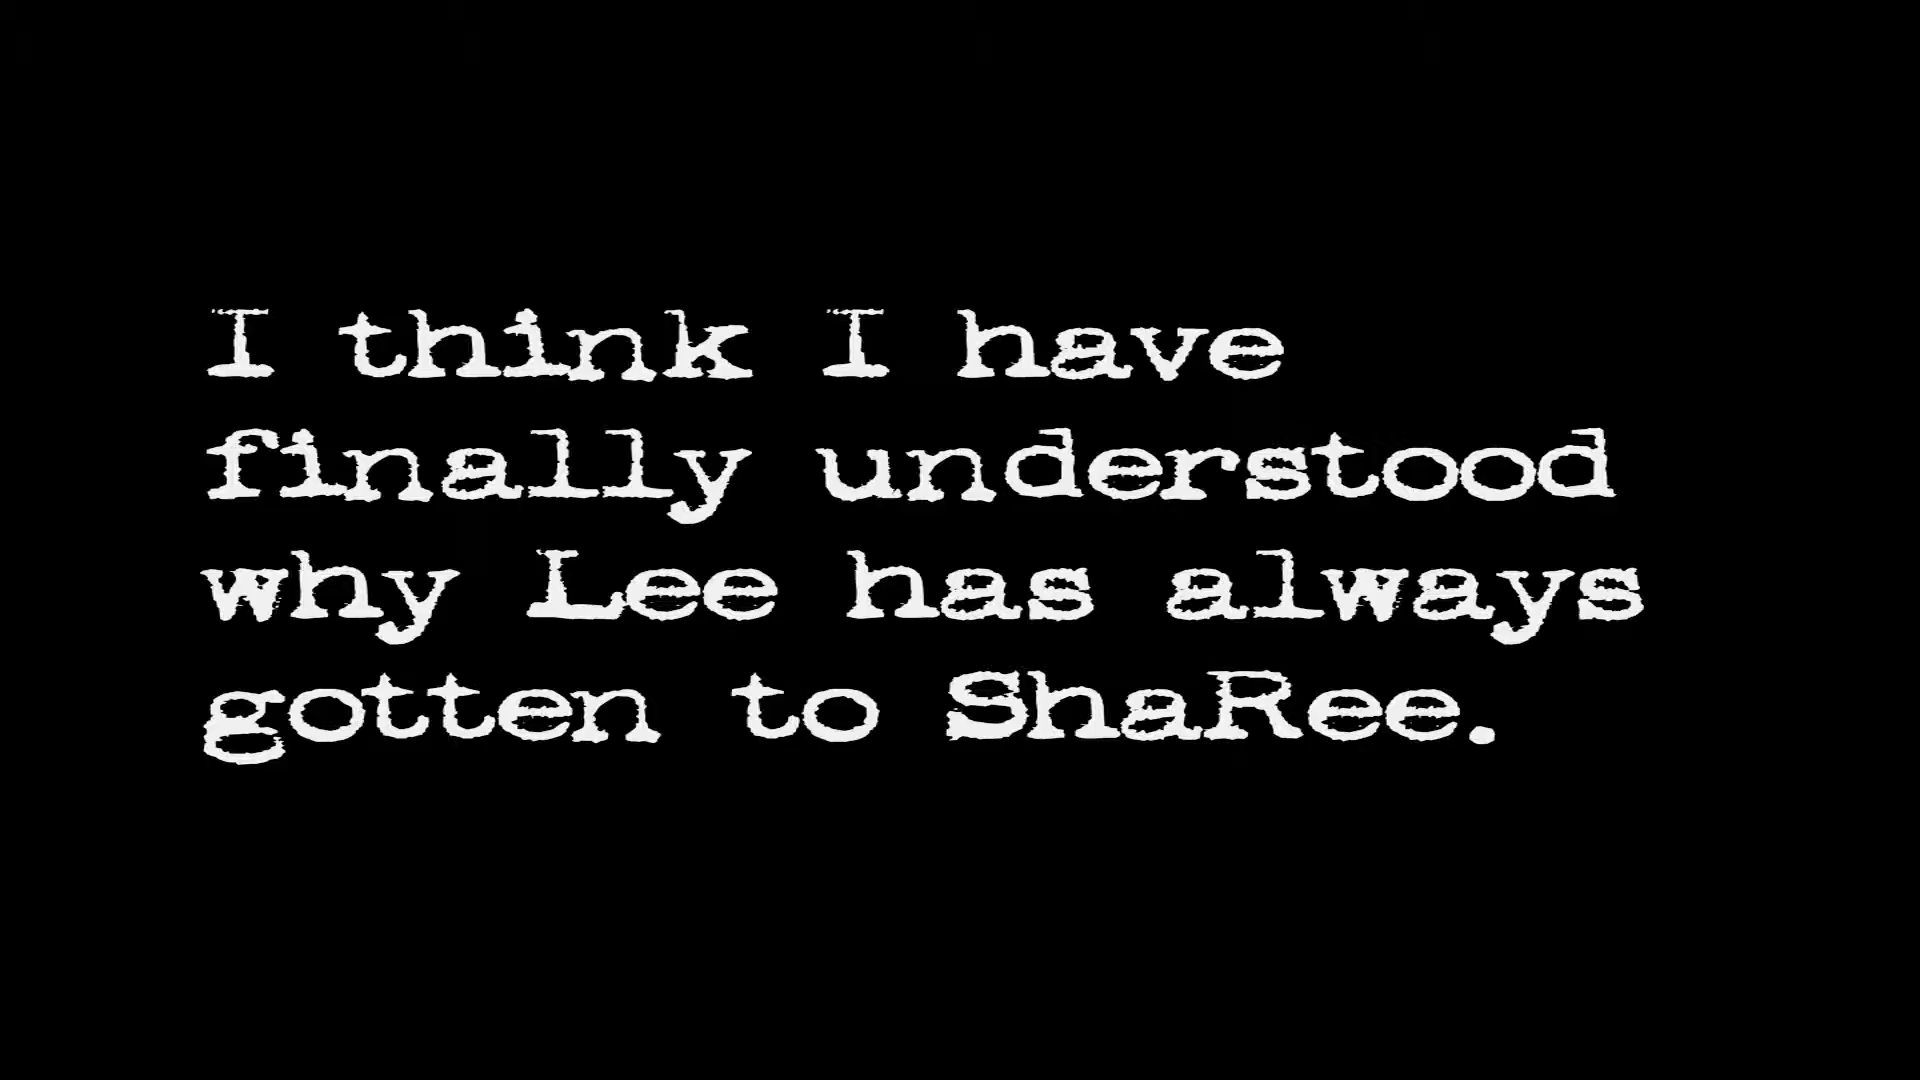 I think I have
finally understood
why Lee has always
gotten to ShaRee.